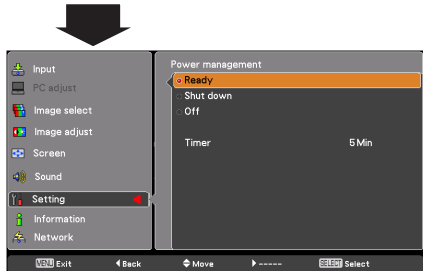 Input
PC adjust
Image select
Image adjust
Screen
Sound
Setting
Information
Network
Power management
Ready
Shut down
Off
Timer 5 Min
MENU Exit Back Move ----- SELECT Select